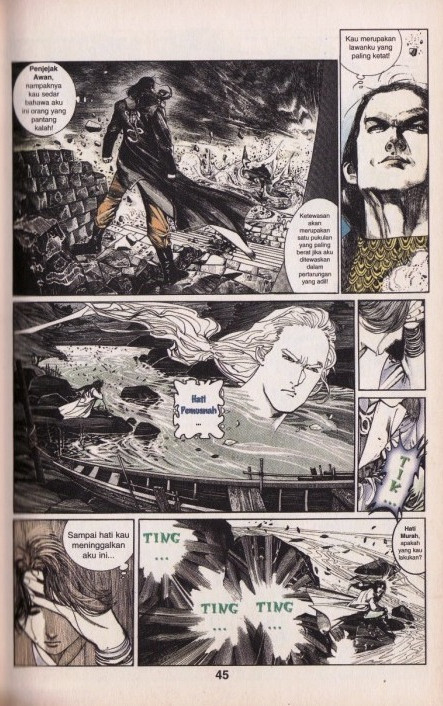 Penjejak
Awan,
nampaknya
kau sedar
bahawa aku
ini orang yang
pantang
kalah!
Kau merupakan
lawanku yang
paling ketat!
Ketewasan
akan
merupakan
satu pukulan
yang paling
berat jika aku
ditewaskan
dalam
pertarungan
yang adil!
Hati
Pemusnah
...
TIK...
Sampai hati kau
meninggalkan
aku ini...
TING
...
TING
...
TING
...
Hati
Murah,
apakah
yang kau
lakukan?
45